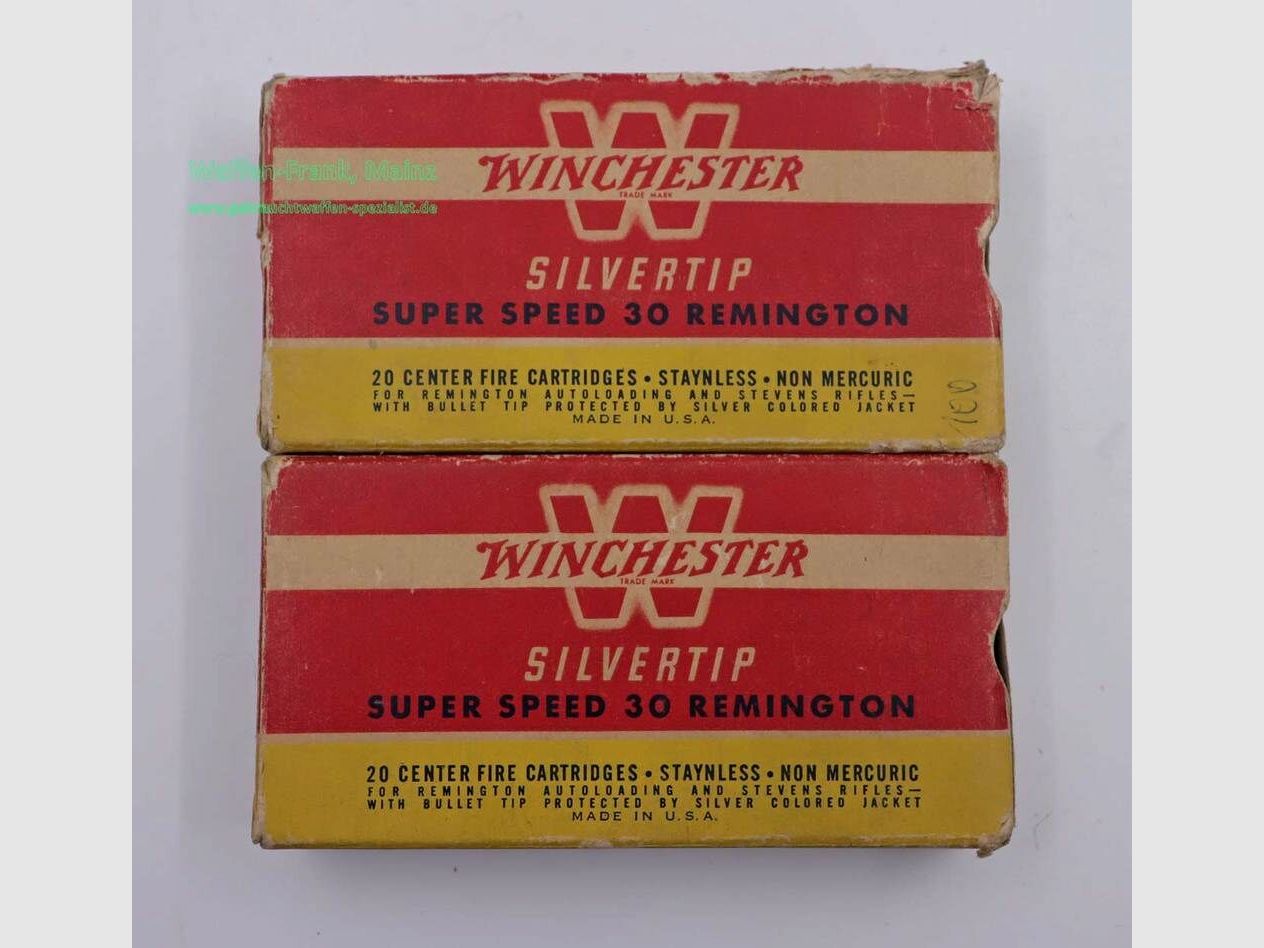 Waffen-Frank, Mainz
www.gebrauchtwaffen-spezialist.de
W
WINCHESTER
TRADE MARK
SILVERTIP
SUPER SPEED 30 REMINGTON
20 CENTER FIRE CARTRIDGES • STAYNLESS • NON MERCURIC
FOR REMINGTON AUTOLOADING AND STEVENS RIFLES—
WITH BULLET TIP PROTECTED BY SILVER COLORED JACKET
MADE IN U.S.A.
100
W
WINCHESTER
TRADE MARK
SILVERTIP
SUPER SPEED 30 REMINGTON
20 CENTER FIRE CARTRIDGES • STAYNLESS • NON MERCURIC
FOR REMINGTON AUTOLOADING AND STEVENS RIFLES—
WITH BULLET TIP PROTECTED BY SILVER COLORED JACKET
MADE IN U.S.A.